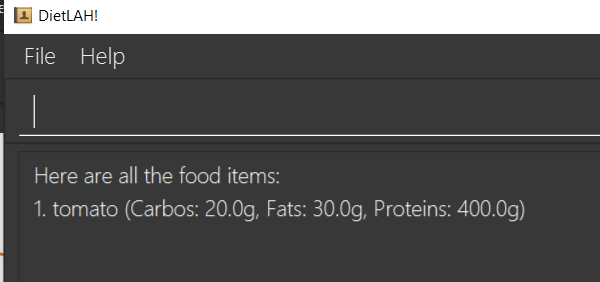 DietLAH!
File Help
Here are all the food items:
1. tomato (Carbos: 20.0g, Fats: 30.0g, Proteins: 400.0g)